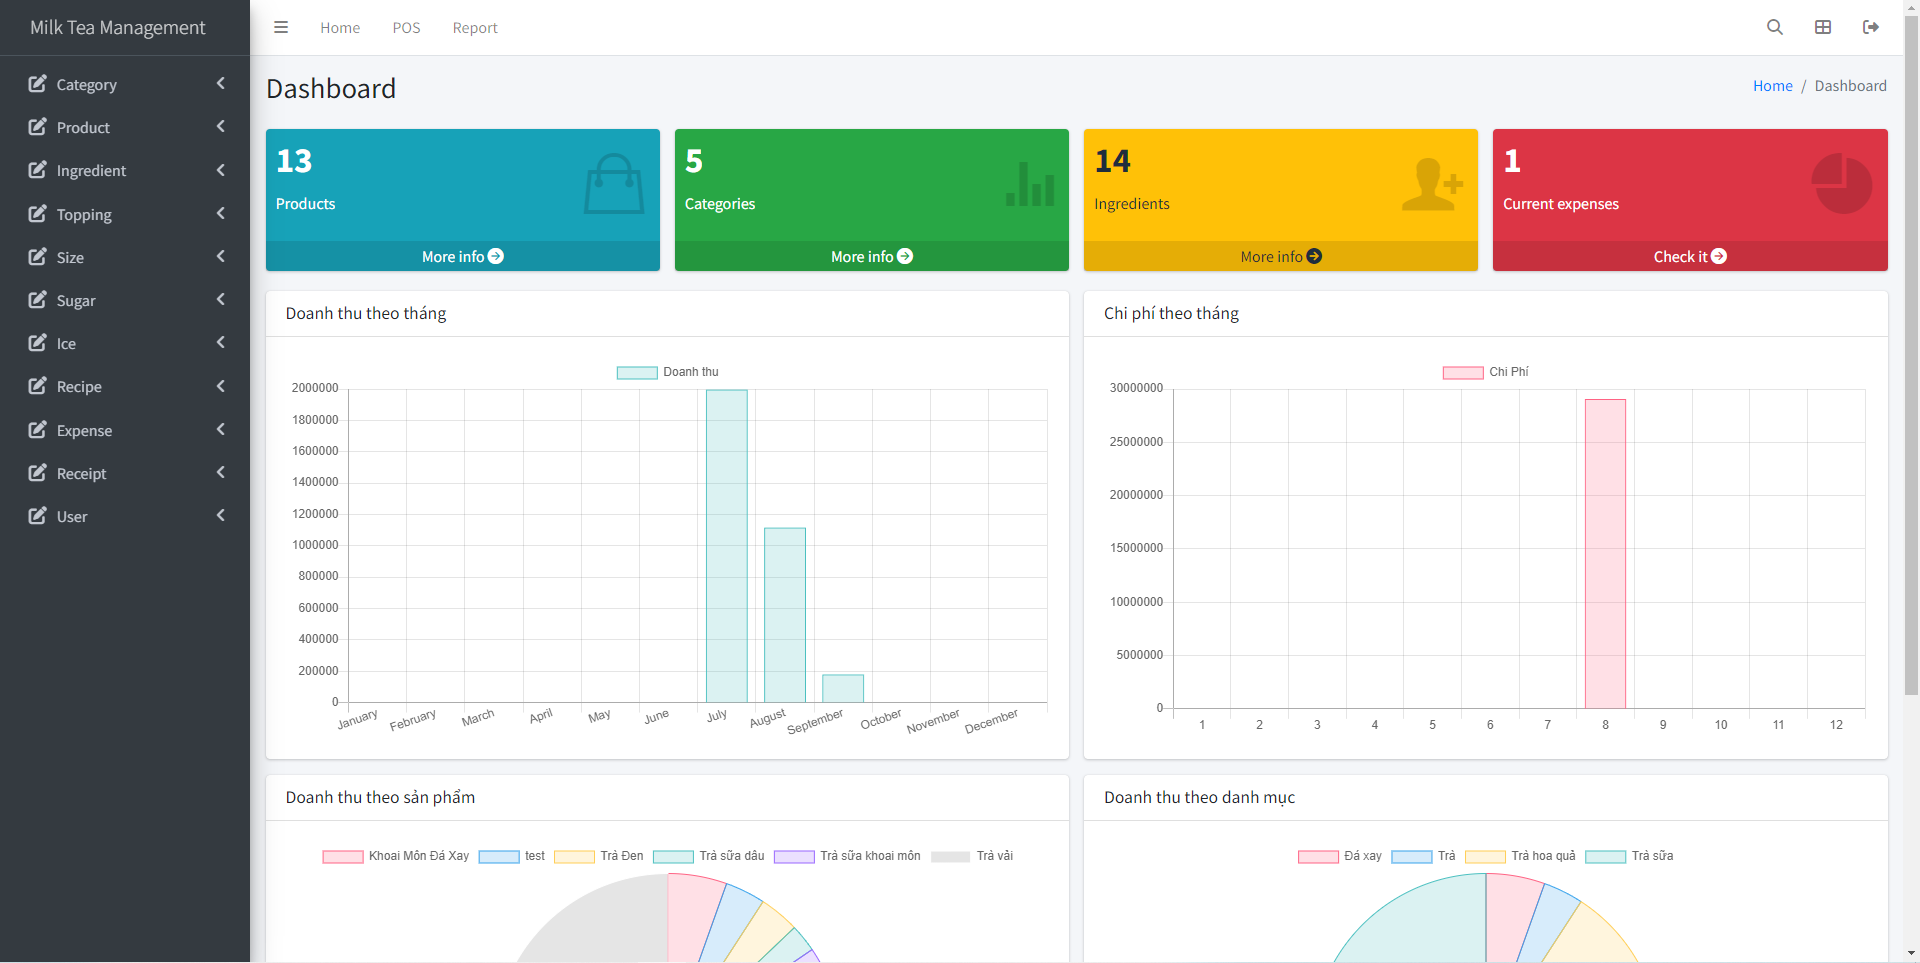 Milk Tea Management
Home POS Report
Category
Product
Ingredient
Topping
Size
Sugar
Ice
Recipe
Expense
Receipt
User
Dashboard
Home / Dashboard
13
Products
More info
5
Categories
More info
14
Ingredients
More info
1
Current expenses
Check it
Doanh thu theo tháng
Doanh thu
2000000
1800000
1600000
1400000
1200000
1000000
800000
600000
400000
200000
0
January February March April May June July August September October November December
Chi phí theo tháng
Chi Phí
30000000
25000000
20000000
15000000
10000000
5000000
0
1 2 3 4 5 6 7 8 9 10 11 12
Doanh thu theo sản phẩm
Khoai Môn Đá Xay test Trà Đen Trà sữa dâu Trà sữa khoai môn Trà vải
Doanh thu theo danh mục
Đá xay Trà Trà hoa quả Trà sữa